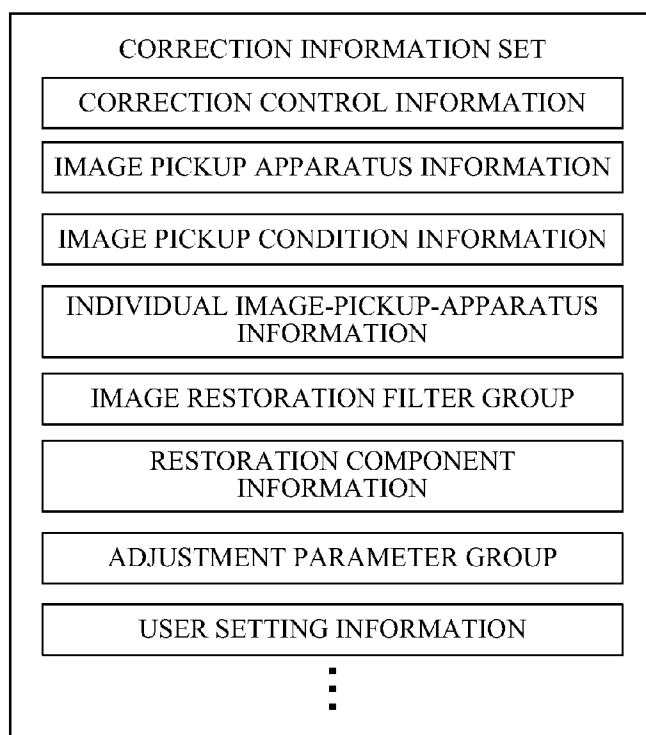 CORRECTION INFORMATION SET
CORRECTION CONTROL INFORMATION
IMAGE PICKUP APPARATUS INFORMATION
IMAGE PICKUP CONDITION INFORMATION
INDIVIDUAL IMAGE-PICKUP-APPARATUS
INFORMATION
IMAGE RESTORATION FILTER GROUP
RESTORATION COMPONENT
INFORMATION
ADJUSTMENT PARAMETER GROUP
USER SETTING INFORMATION